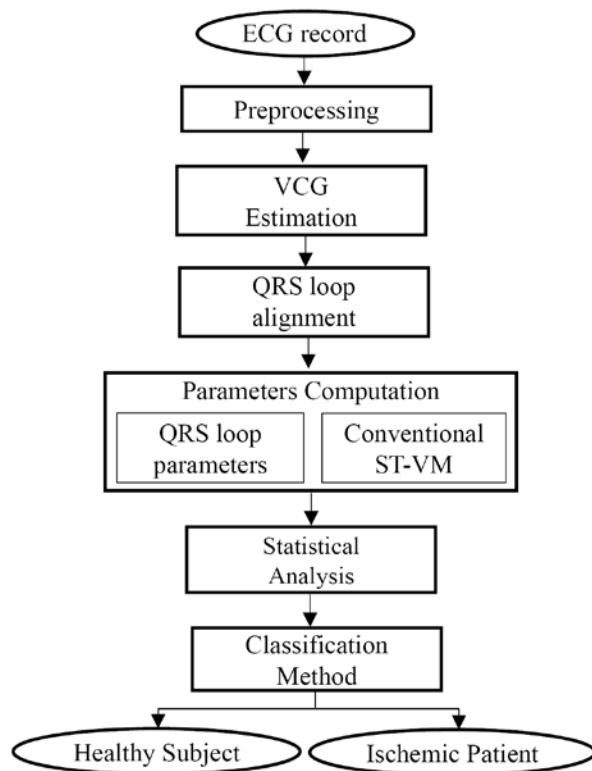 ECG record
Preprocessing
VCG
Estimation
QRS loop
alignment
Parameters Computation
QRS loop
parameters
Conventional
ST-VM
Statistical
Analysis
Classification
Method
Healthy Subject
Ischemic Patient